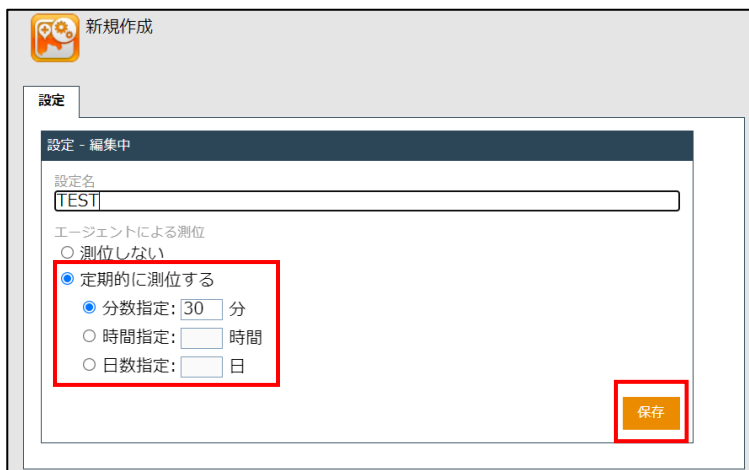 新規作成
設定
設定 - 編集中
設定名
TEST
エージェントによる測位
測位しない
定期的に測位する
分数指定: 30 分
時間指定: 時間
日数指定: 日
保存